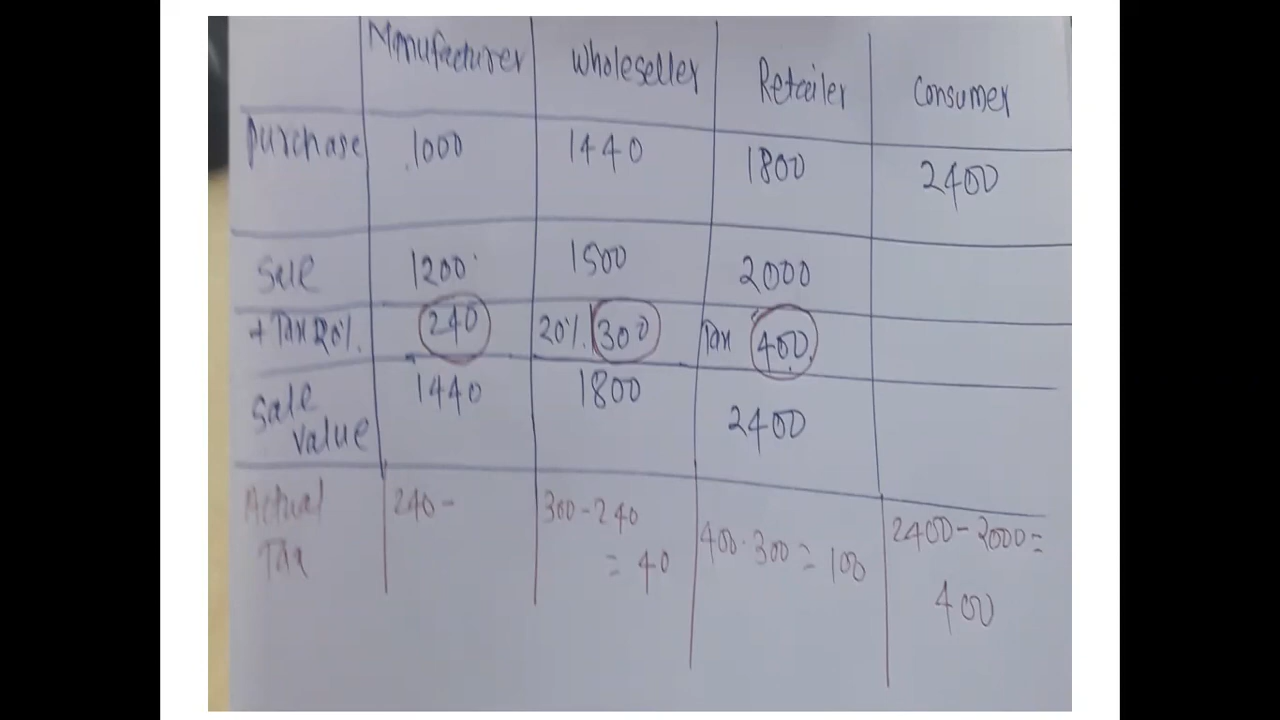 Manufacturer Wholeseller Retailer Consumer
Purchase 1000 1440 1800 2400
Sale 1200 1500 2000
+ Tax 20% 240 20% 300 Tax 400
Sale 1440 1800 2400
value
Actual 240- 300-240 400-300=100 2400-2000=
Tax =40 400